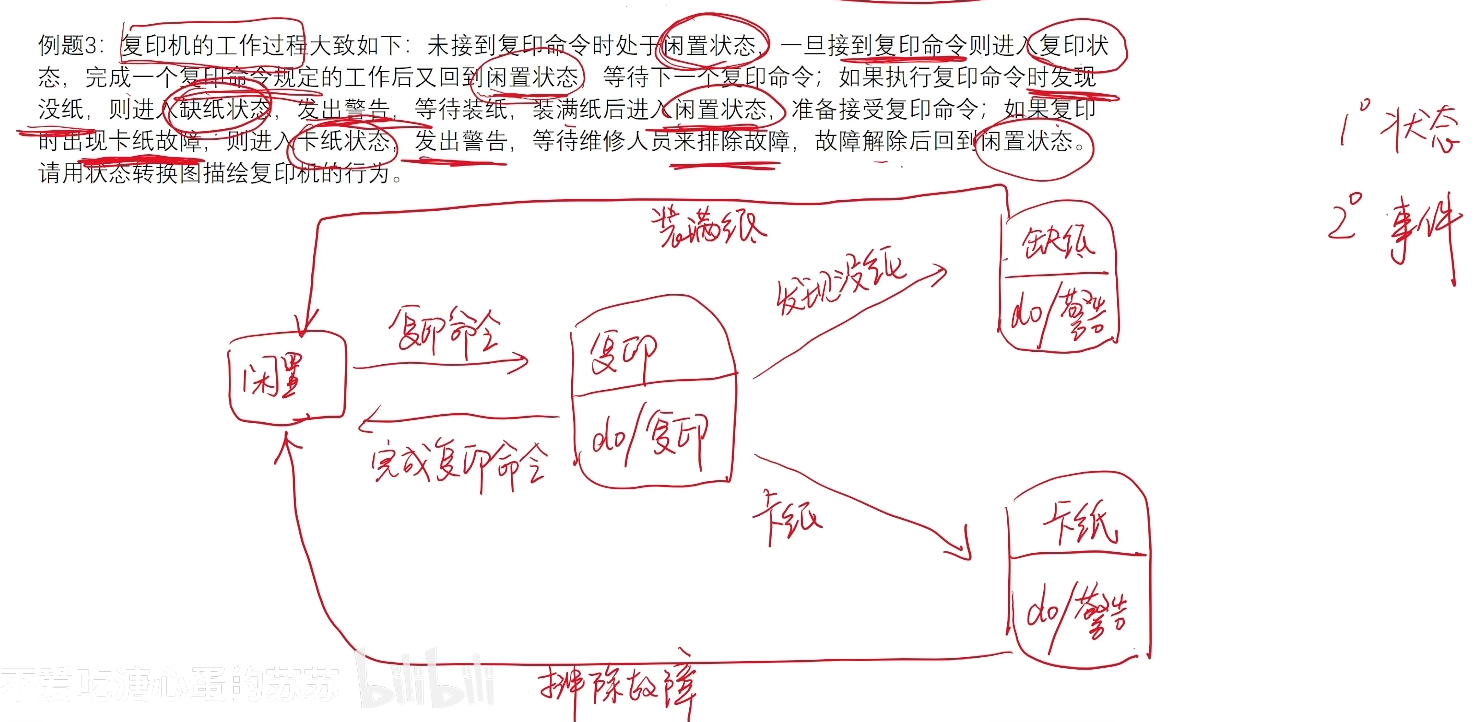 例题3：复印机的工作过程大致如下：未接到复印命令时处于闲置状态，一旦接到复印命令则进入复印状
态，完成一个复印命令规定的工作后又回到闲置状态，等待下一个复印命令；如果执行复印命令时发现
没纸，则进入缺纸状态，发出警告，等待装纸，装满纸后进入闲置状态，准备接受复印命令；如果复印
时出现卡纸故障，则进入卡纸状态，发出警告，等待维修人员来排除故障，故障解除后回到闲置状态。
请用状态转换图描绘复印机的行为。
1° 状态
2° 事件
装满纸
缺纸
do/警告
发现没纸
复印命令
闲置
复印
do/复印
完成复印命令
卡纸
卡纸
do/警告
排除故障
不爱吃溏心蛋的苏苏 bilibili